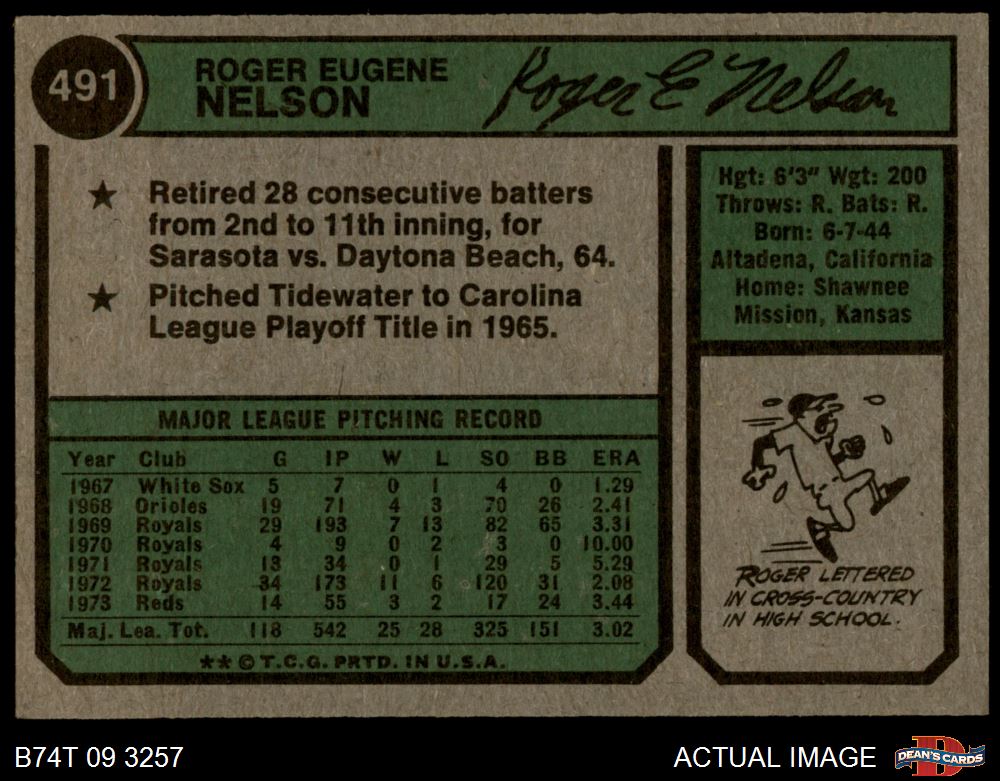 491
ROGER EUGENE
NELSON
Roger E Nelson
★ Retired 28 consecutive batters
from 2nd to 11th inning, for
Sarasota vs. Daytona Beach, 64.
★ Pitched Tidewater to Carolina
League Playoff Title in 1965.
Hgt: 6'3" Wgt: 200
Throws: R. Bats: R.
Born: 6-7-44
Altadena, California
Home: Shawnee
Mission, Kansas
MAJOR LEAGUE PITCHING RECORD
Year Club G IP W L SO BB ERA
1967 White Sox 5 7 0 1 4 0 1.29
1968 Orioles 19 71 4 3 70 26 2.41
1969 Royals 29 193 7 13 82 65 3.31
1970 Royals 4 9 0 2 3 0 10.00
1971 Royals 13 34 0 1 29 5 5.29
1972 Royals 34 173 11 6 120 31 2.08
1973 Reds 14 55 3 2 17 24 3.44
Maj. Lea. Tot. 118 542 25 28 325 151 3.02
**© T.C.G. PRTD. IN U.S.A.
ROGER LETTERED
IN CROSS-COUNTRY
IN HIGH SCHOOL.
B74T 09 3257
ACTUAL IMAGE
D
DEAN'S CARDS